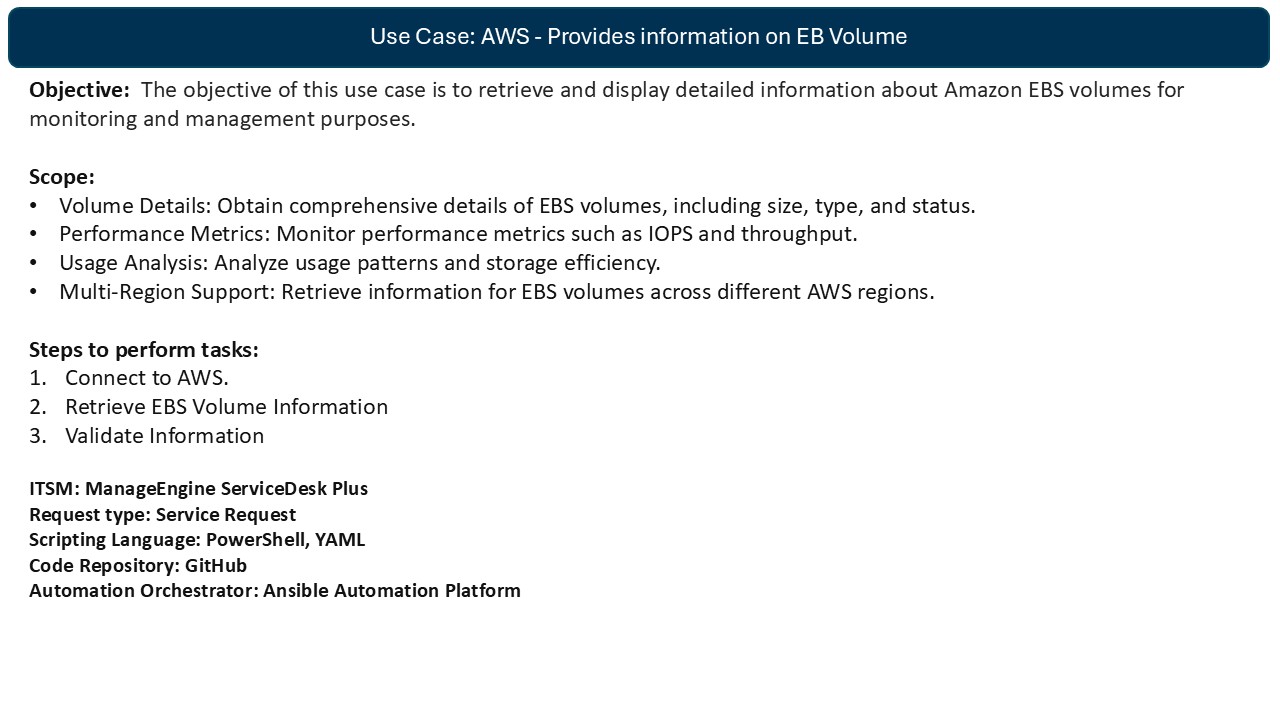 Use Case: AWS - Provides information on EB Volume
Objective: The objective of this use case is to retrieve and display detailed information about Amazon EBS volumes for
monitoring and management purposes.
Scope:
• Volume Details: Obtain comprehensive details of EBS volumes, including size, type, and status.
• Performance Metrics: Monitor performance metrics such as IOPS and throughput.
• Usage Analysis: Analyze usage patterns and storage efficiency.
• Multi-Region Support: Retrieve information for EBS volumes across different AWS regions.
Steps to perform tasks:
1. Connect to AWS.
2. Retrieve EBS Volume Information
3. Validate Information
ITSM: ManageEngine ServiceDesk Plus
Request type: Service Request
Scripting Language: PowerShell, YAML
Code Repository: GitHub
Automation Orchestrator: Ansible Automation Platform